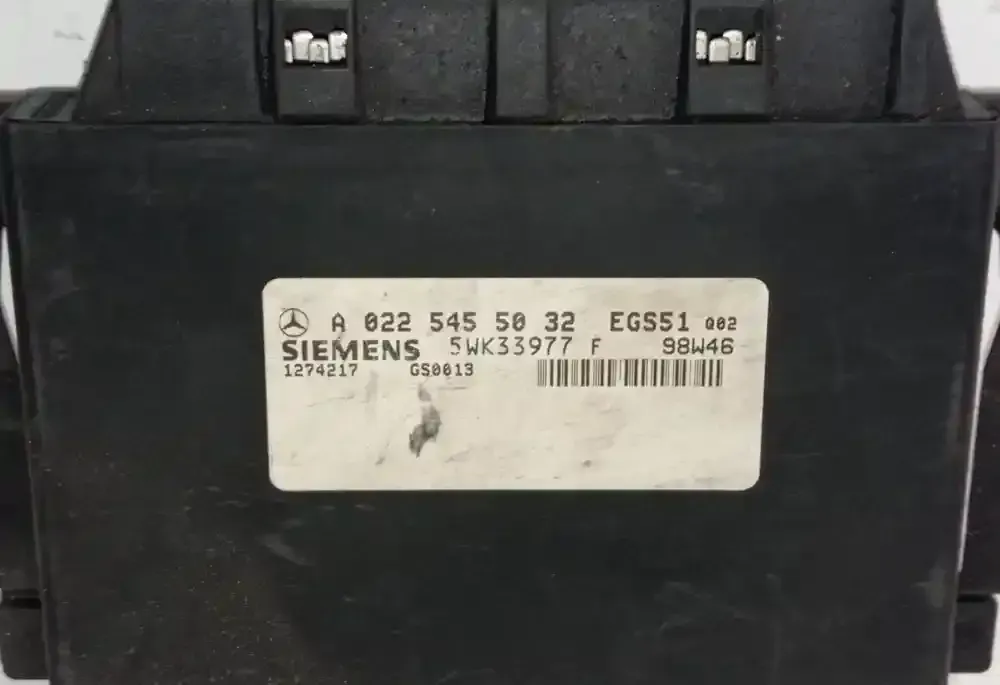 A 022 545 50 32 EGS51 Q02
SIEMENS 5WK33977 F 98W46
1274217 GS0013